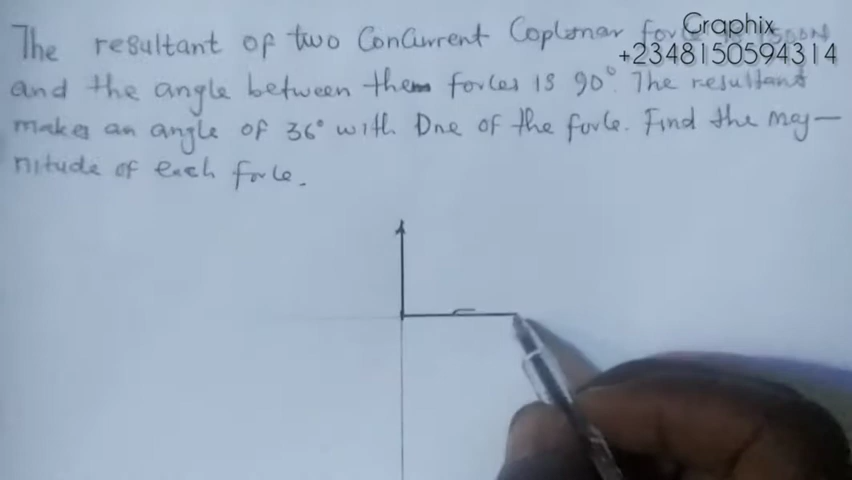 The resultant of two Concurrent Coplanar
Graphix
+2348150594314
and the angle between them forces is 90°. The resultant
makes an angle of 36° with One of the force. Find the mag-
nitude of each force.